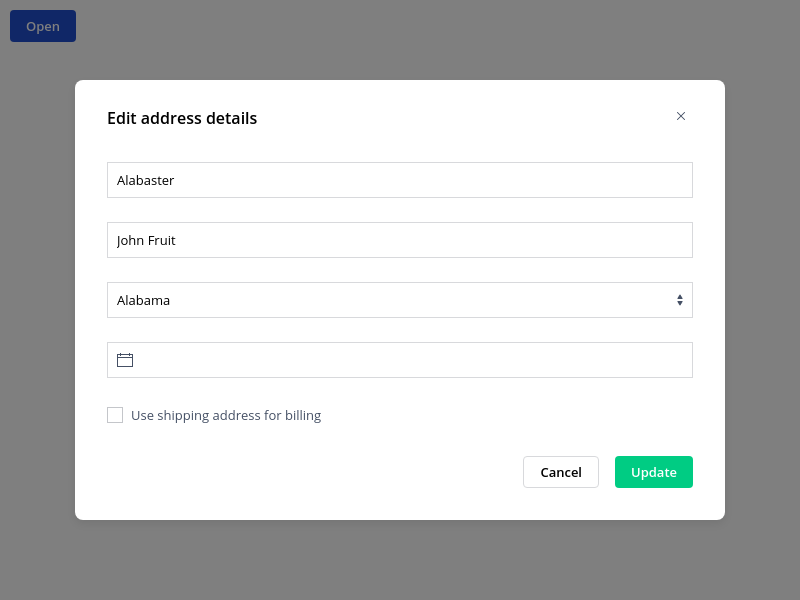 Open
Edit address details
Alabaster
John Fruit
Alabama
Use shipping address for billing
Cancel
Update